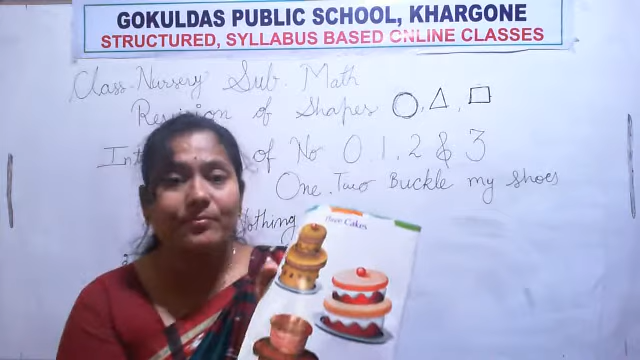 GOKULDAS PUBLIC SCHOOL, KHARGONE
STRUCTURED, SYLLABUS BASED ONLINE CLASSES
Class-Nursery Sub. Math
Revision of Shapes
of No 0, 1, 2 & 3
One, Two Buckle my shoes
Nothing
Cakes